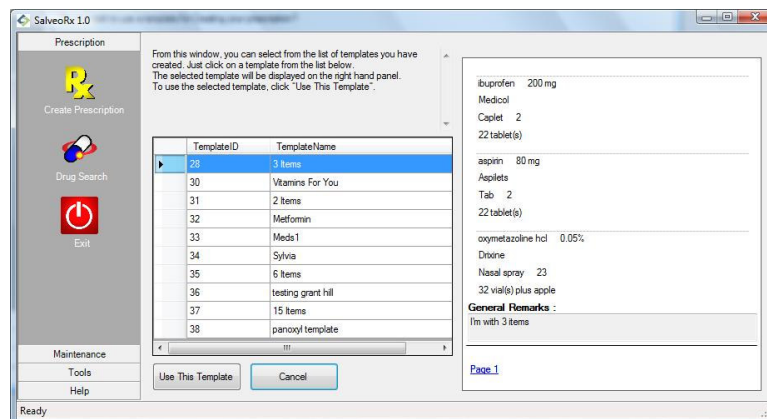 SalveoRx 1.0
Prescription
Create Prescription
Drug Search
Exit
Maintenance
Tools
Help
From this window, you can select from the list of templates you have
created. Just click on a template from the list below.
The selected template will be displayed on the right hand panel.
To use the selected template, click "Use This Template".
TemplateID TemplateName
28 3 Items
30 Vitamins For You
31 2 Items
32 Metformin
33 Meds1
34 Sylvia
35 6 Items
36 testing grant hill
37 15 Items
38 panoxyl template
Use This Template Cancel
ibuprofen 200 mg
Medicol
Caplet 2
22 tablet(s)
aspirin 80 mg
Aspilets
Tab 2
22 tablet(s)
oxymetazoline hcl 0.05%
Drixine
Nasal spray 23
32 vial(s) plus apple
General Remarks :
I'm with 3 items
Page 1
Ready